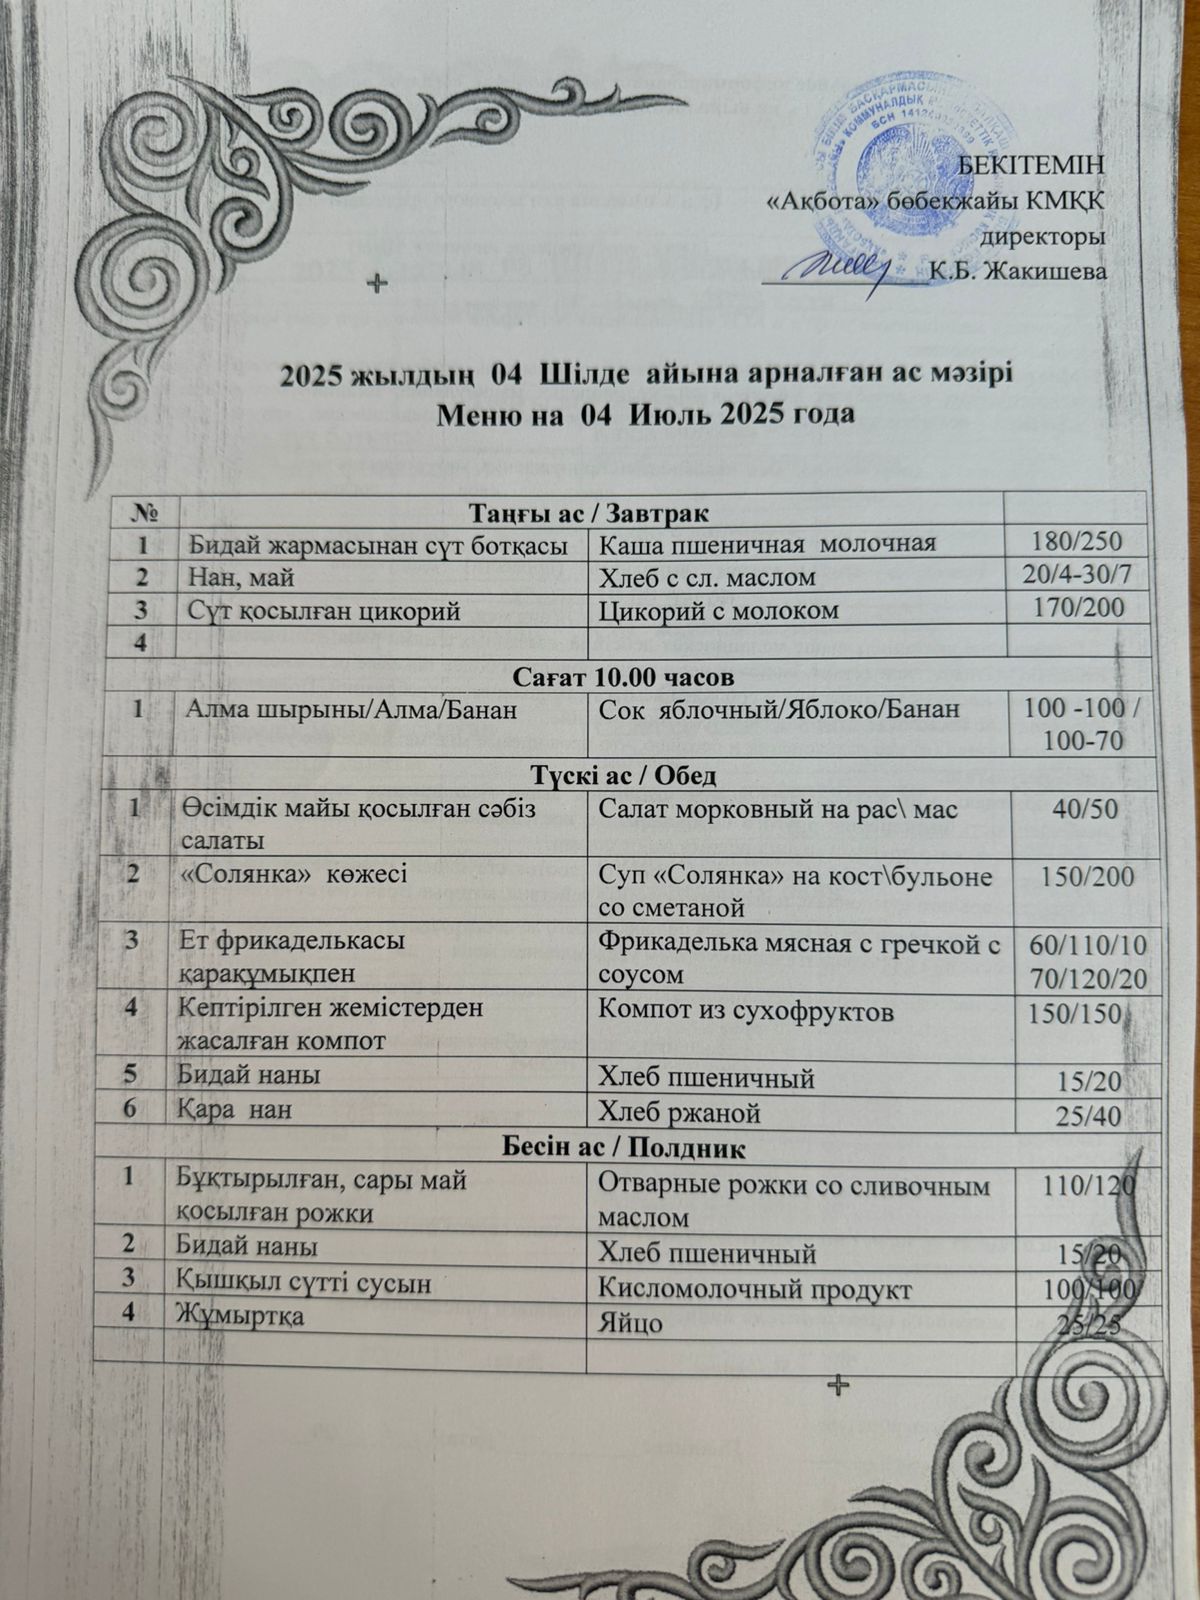 БЕКІТЕМІН
«Ақбота» бөбекжайы КМҚК
директоры
К.Б. Жакишева
2025 жылдың 04 Шілде айына арналған ас мәзірі
Меню на 04 Июль 2025 года
№ Таңғы ас / Завтрак
1 Бидай жармасынан сүт ботқасы Каша пшеничная молочная 180/250
2 Нан, май Хлеб с сл. маслом 20/4-30/7
3 Сүт қосылған цикорий Цикорий с молоком 170/200
4
Сағат 10.00 часов
1 Алма шырыны/Алма/Банан Сок яблочный/Яблоко/Банан 100 -100 /
100-70
Түскі ас / Обед
1 Өсімдік майы қосылған сәбіз Салат морковный на рас\ мас 40/50
салаты
2 «Солянка» көжесі Суп «Солянка» на кост\бульоне 150/200
со сметаной
3 Ет фрикаделькасы Фрикаделька мясная с гречкой с 60/110/10
қарақұмықпен соусом 70/120/20
4 Кептірілген жемістерден Компот из сухофруктов 150/150
жасалған компот
5 Бидай наны Хлеб пшеничный 15/20
6 Қара нан Хлеб ржаной 25/40
Бесін ас / Полдник
1 Бұқтырылған, сары май Отварные рожки со сливочным 110/120
қосылған рожки маслом
2 Бидай наны Хлеб пшеничный 15/20
3 Қышқыл сүтті сусын Кисломолочный продукт 100/100
4 Жұмыртқа Яйцо 25/25